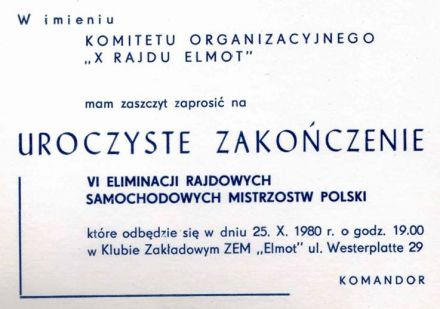 W imieniu
KOMITETU ORGANIZACYJNEGO
„X RAJDU ELMOT”
mam zaszczyt zaprosić na
UROCZYSTE ZAKOŃCZENIE
VI ELIMINACJI RAJDOWYCH
SAMOCHODOWYCH MISTRZOSTW POLSKI
które odbędzie się w dniu 25. X. 1980 r. o godz. 19.00
w Klubie Zakładowym ZEM „Elmot” ul. Westerplatte 29
KOMANDOR